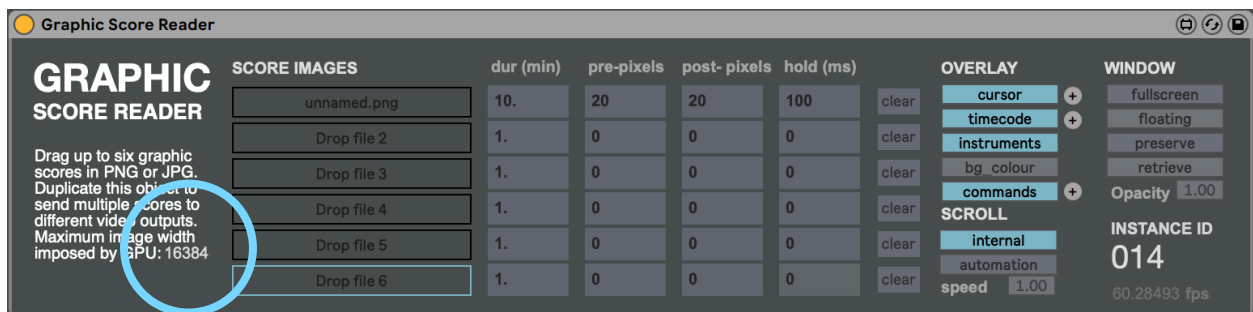 Graphic Score Reader
GRAPHIC
SCORE READER
Drag up to six graphic
scores in PNG or JPG.
Duplicate this object to
send multiple scores to
different video outputs.
Maximum image width
imposed by GPU: 16384
SCORE IMAGES dur (min) pre-pixels post- pixels hold (ms)
unnamed.png 10. 20 20 100 clear
Drop file 2 1. 0 0 0 clear
Drop file 3 1. 0 0 0 clear
Drop file 4 1. 0 0 0 clear
Drop file 5 1. 0 0 0 clear
Drop file 6 1. 0 0 0 clear
OVERLAY
cursor +
timecode +
instruments
bg_colour
commands +
SCROLL
internal
automation
speed 1.00
WINDOW
fullscreen
floating
preserve
retrieve
Opacity 1.00
INSTANCE ID
014
60.28493 fps